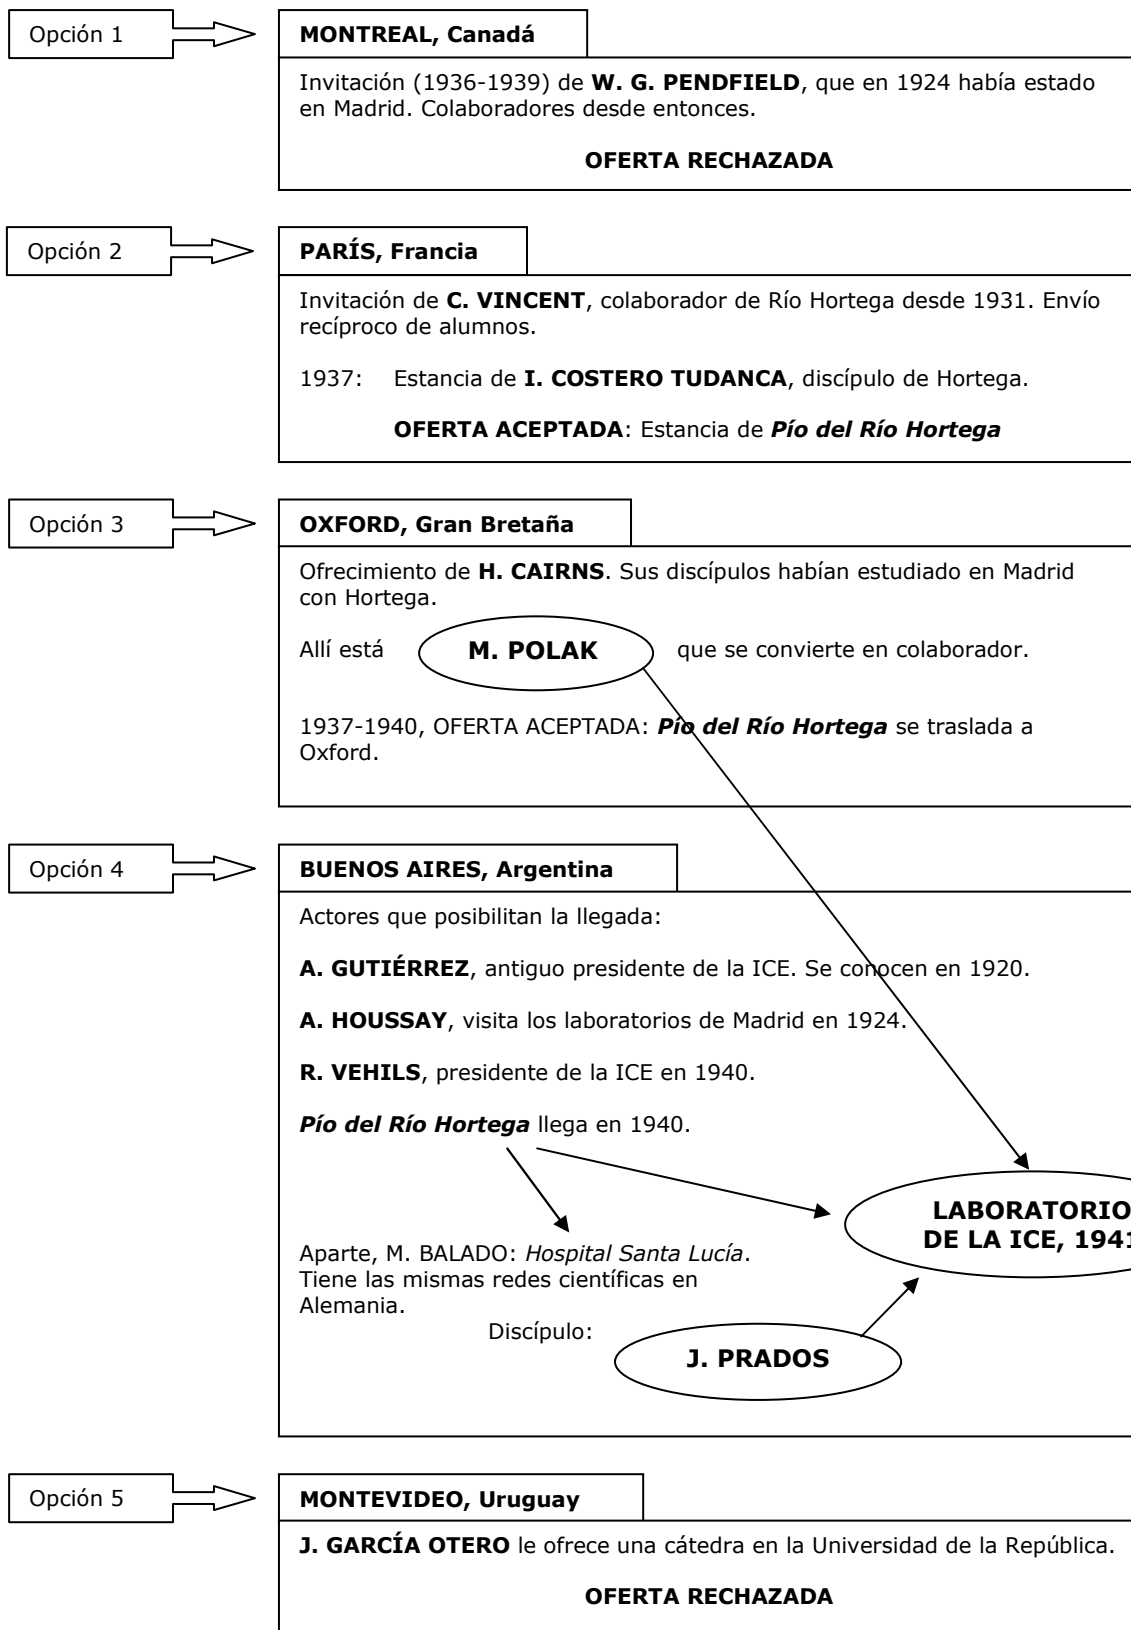 Opción 1
MONTREAL, Canadá
Invitación (1936-1939) de W. G. PENDFIELD, que en 1924 había estado
en Madrid. Colaboradores desde entonces.
OFERTA RECHAZADA
Opción 2
PARÍS, Francia
Invitación de C. VINCENT, colaborador de Río Hortega desde 1931. Envío
recíproco de alumnos.
1937: Estancia de I. COSTERO TUDANCA, discípulo de Hortega.
OFERTA ACEPTADA: Estancia de Pío del Río Hortega
Opción 3
OXFORD, Gran Bretaña
Ofrecimiento de H. CAIRNS. Sus discípulos habían estudiado en Madrid
con Hortega.
Allí está M. POLAK que se convierte en colaborador.
1937-1940, OFERTA ACEPTADA: Pío del Río Hortega se traslada a
Oxford.
Opción 4
BUENOS AIRES, Argentina
Actores que posibilitan la llegada:
A. GUTIÉRREZ, antiguo presidente de la ICE. Se conocen en 1920.
A. HOUSSAY, visita los laboratorios de Madrid en 1924.
R. VEHILS, presidente de la ICE en 1940.
Pío del Río Hortega llega en 1940.
LABORATORIO
DE LA ICE, 1941
Aparte, M. BALADO: Hospital Santa Lucía.
Tiene las mismas redes científicas en
Alemania.
Discípulo:
J. PRADOS
Opción 5
MONTEVIDEO, Uruguay
J. GARCÍA OTERO le ofrece una cátedra en la Universidad de la República.
OFERTA RECHAZADA